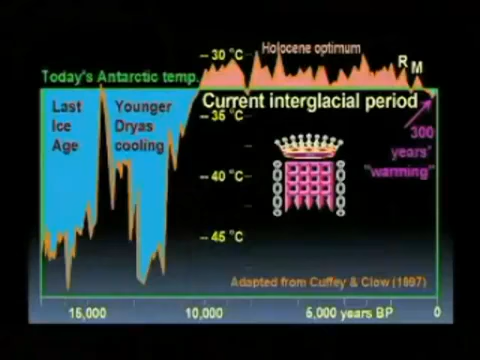 – 30 °C
Holocene optimum
R
M
Today's Antarctic temp.
Last
Ice
Age
Younger
Dryas
cooling
Current interglacial period
– 35 °C
300
years'
"warming"
– 40 °C
– 45 °C
Adapted from Cuffey & Clow (1997)
15,000
10,000
5,000 years BP
0